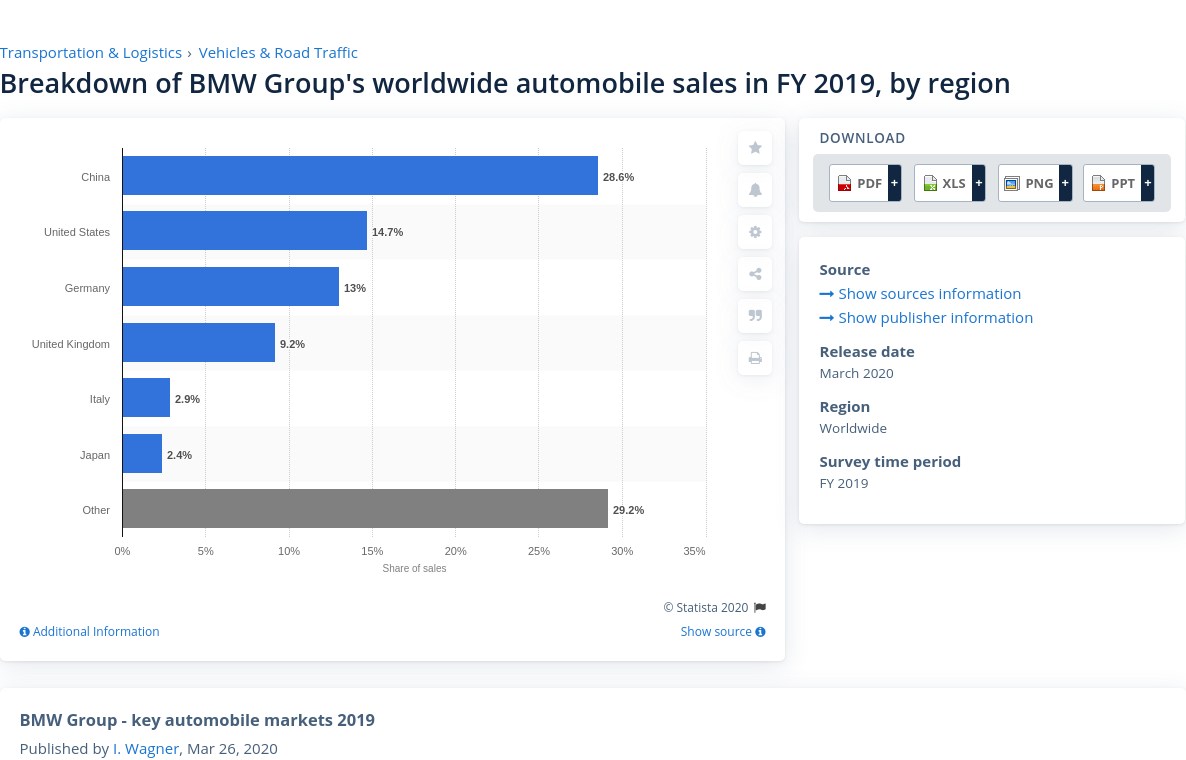 Transportation & Logistics › Vehicles & Road Traffic
Breakdown of BMW Group's worldwide automobile sales in FY 2019, by region
China
28.6%
United States
14.7%
Germany
13%
United Kingdom
9.2%
Italy
2.9%
Japan
2.4%
Other
29.2%
0% 5% 10% 15% 20% 25% 30% 35%
Share of sales
© Statista 2020
Additional Information
Show source
DOWNLOAD
PDF + XLS + PNG + PPT +
Source
Show sources information
Show publisher information
Release date
March 2020
Region
Worldwide
Survey time period
FY 2019
BMW Group - key automobile markets 2019
Published by I. Wagner, Mar 26, 2020